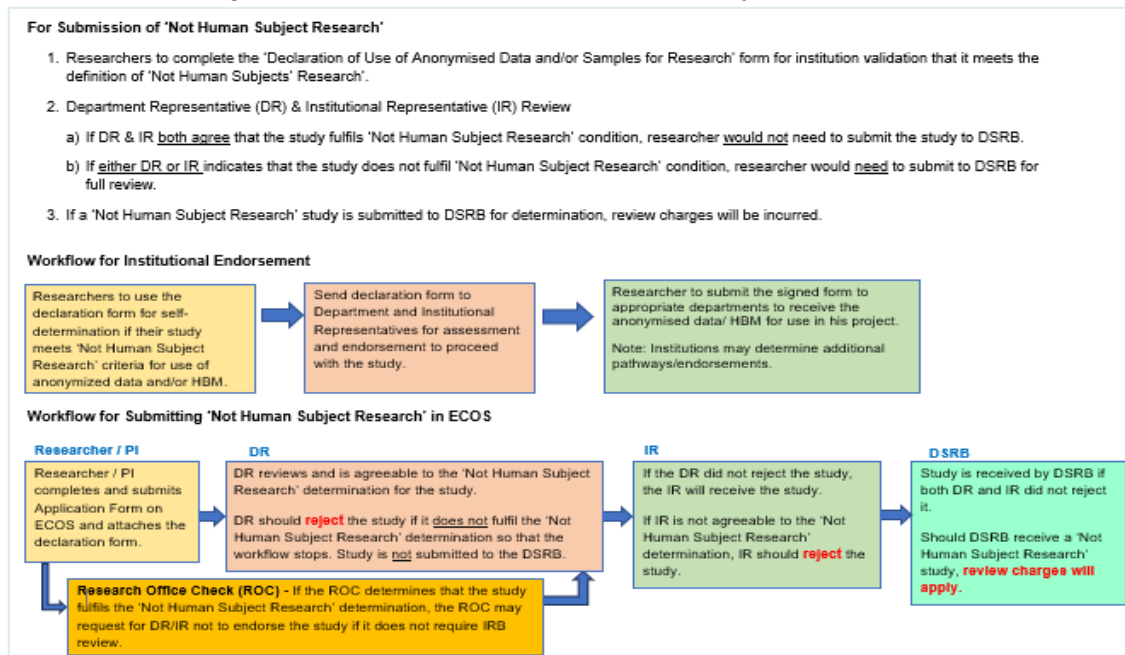 For Submission of 'Not Human Subject Research'
1. Researchers to complete the 'Declaration of Use of Anonymised Data and/or Samples for Research' form for institution validation that it meets the
definition of 'Not Human Subjects' Research'.
2. Department Representative (DR) & Institutional Representative (IR) Review
a) If DR & IR both agree that the study fulfils 'Not Human Subject Research' condition, researcher would not need to submit the study to DSRB.
b) If either DR or IR indicates that the study does not fulfil 'Not Human Subject Research' condition, researcher would need to submit to DSRB for
full review.
3. If a 'Not Human Subject Research' study is submitted to DSRB for determination, review charges will be incurred.
Workflow for Institutional Endorsement
Researchers to use the
declaration form for self-
determination if their study
meets 'Not Human Subject
Research' criteria for use of
anonymized data and/or HBM.
Send declaration form to
Department and Institutional
Representatives for assessment
and endorsement to proceed
with the study.
Researcher to submit the signed form to
appropriate departments to receive the
anonymised data/ HBM for use in his project.
Note: Institutions may determine additional
pathways/endorsements.
Workflow for Submitting 'Not Human Subject Research' in ECOS
Researcher / PI
Researcher / PI
completes and submits
Application Form on
ECOS and attaches the
declaration form.
DR
DR reviews and is agreeable to the 'Not Human Subject
Research' determination for the study.
DR should reject the study if it does not fulfil the 'Not
Human Subject Research' determination so that the
workflow stops. Study is not submitted to the DSRB.
IR
If the DR did not reject the study,
the IR will receive the study.
If IR is not agreeable to the 'Not
Human Subject Research'
determination, IR should reject the
study.
DSRB
Study is received by DSRB if
both DR and IR did not reject
it.
Should DSRB receive a 'Not
Human Subject Research'
study, review charges will
apply.
Research Office Check (ROC) - If the ROC determines that the study
fulfils the 'Not Human Subject Research' determination, the ROC may
request for DR/IR not to endorse the study if it does not require IRB
review.